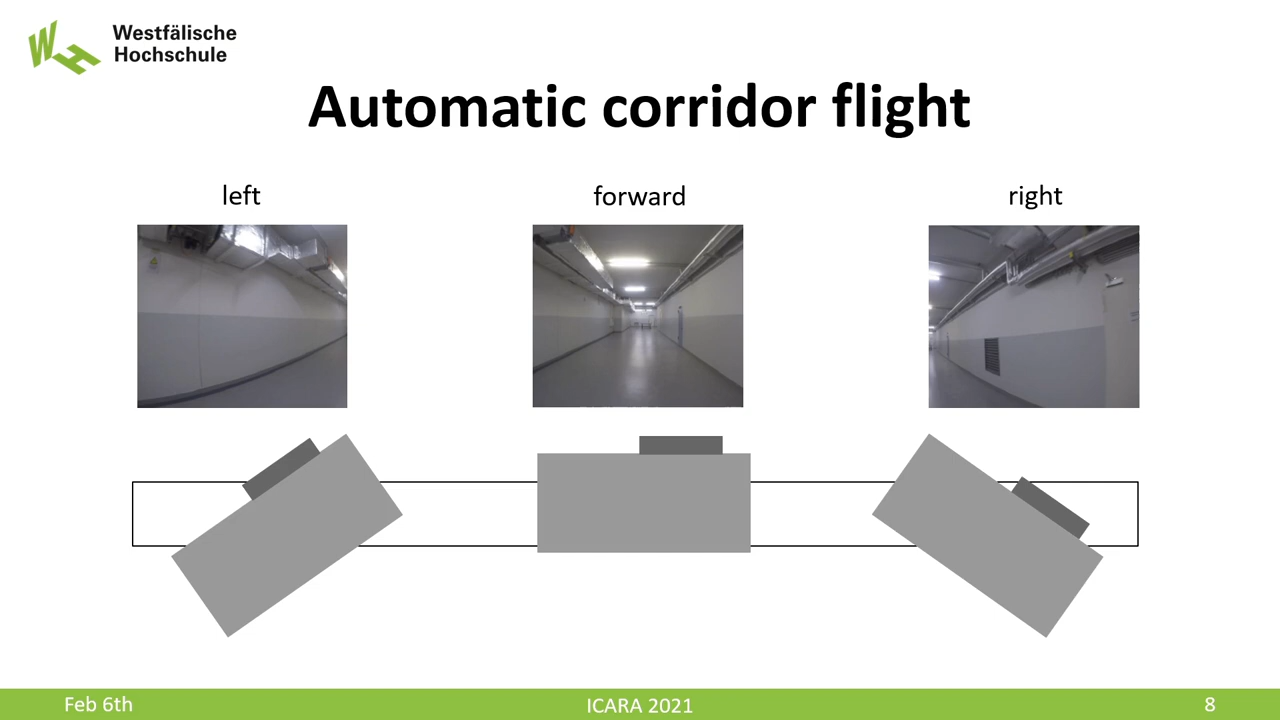 Westfälische
Hochschule
Automatic corridor flight
left
forward
right
Feb 6th
ICARA 2021
8